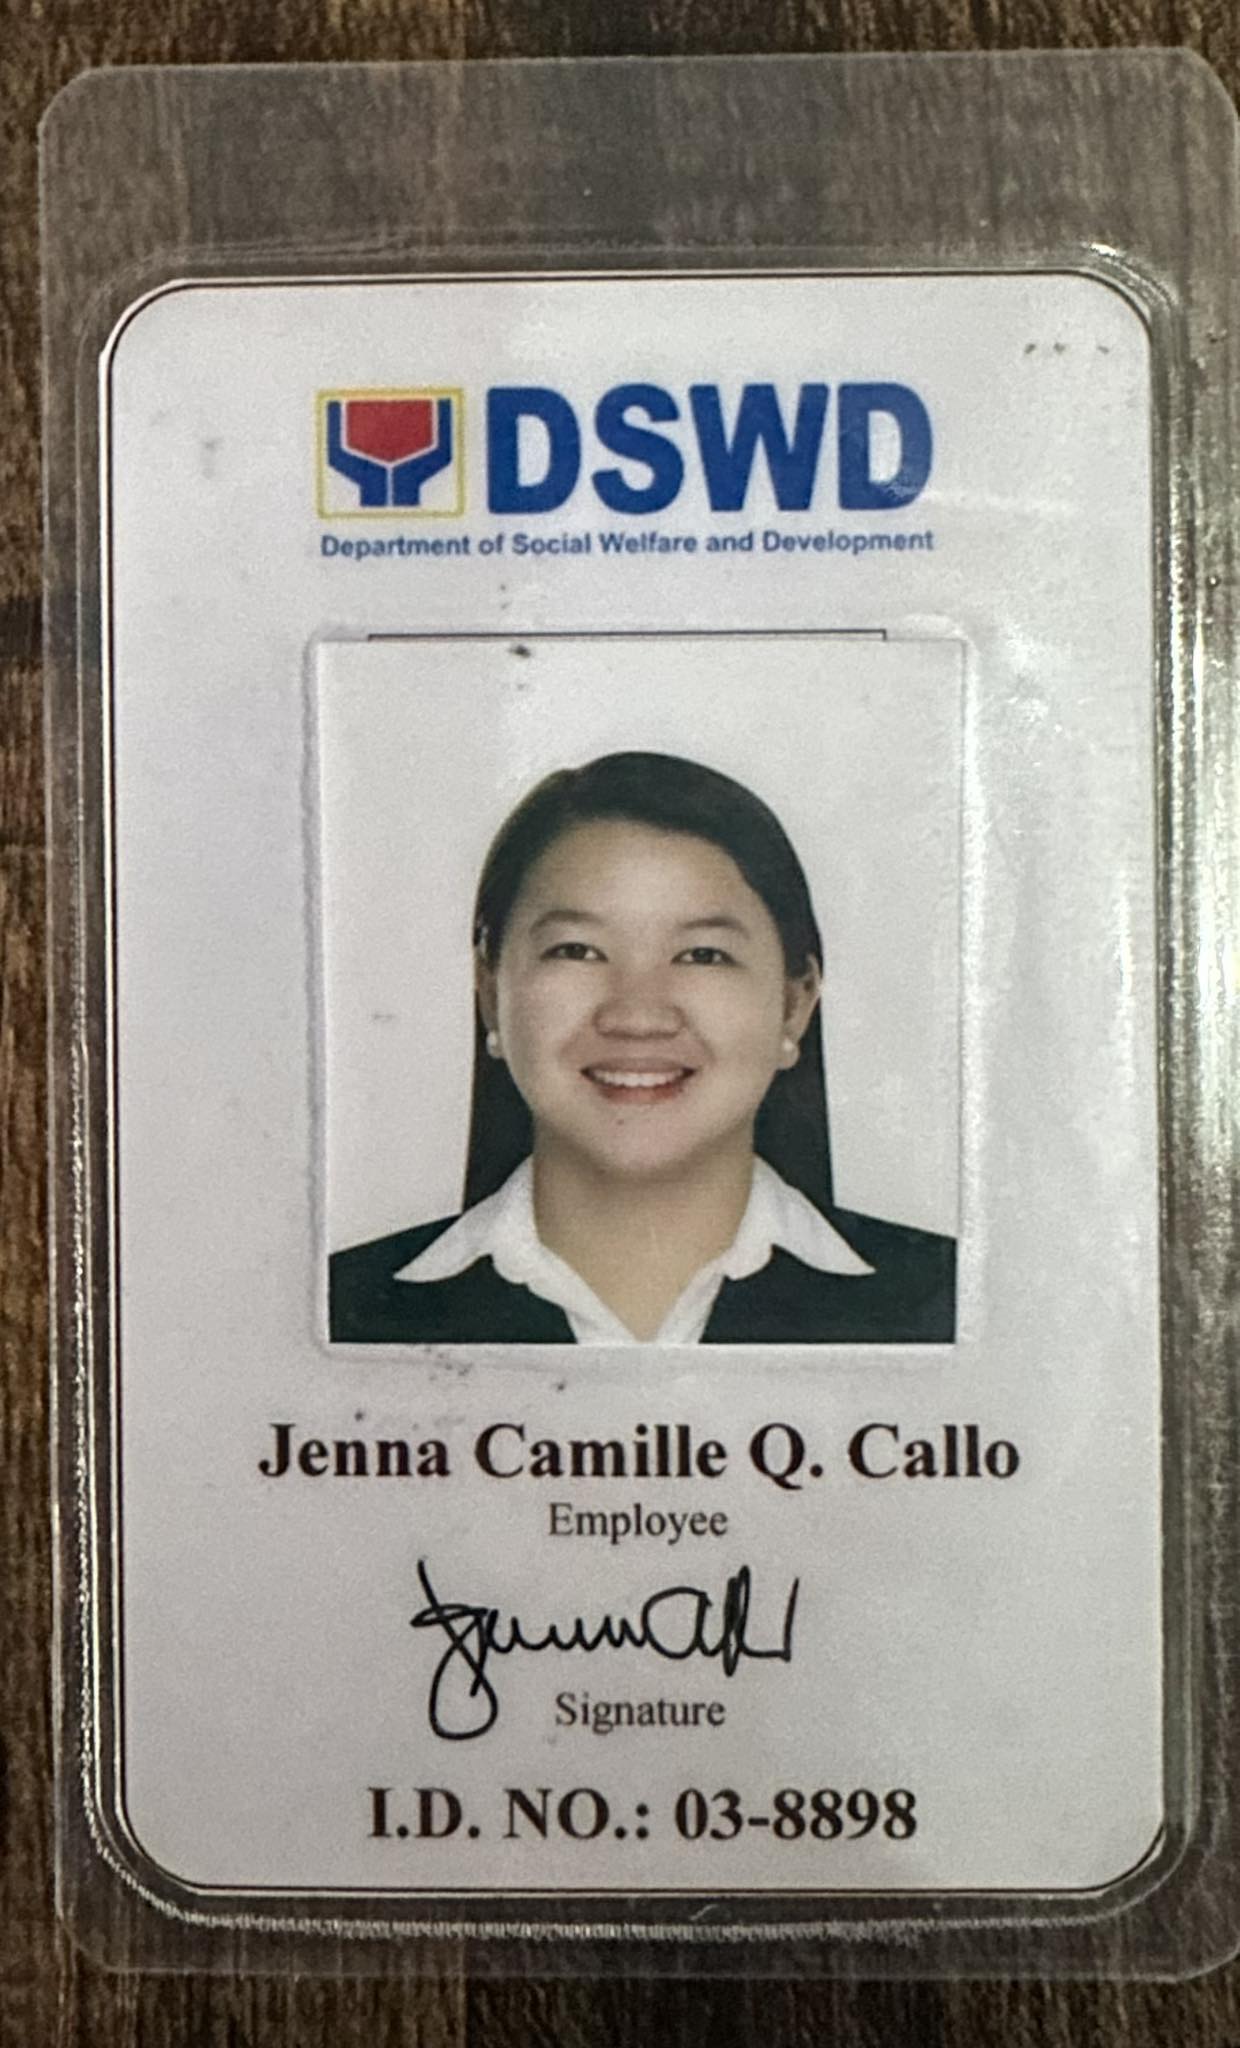 DSWD
Department of Social Welfare and Development
Jenna Camille Q. Callo
Employee
Signature
I.D. NO.: 03-8898